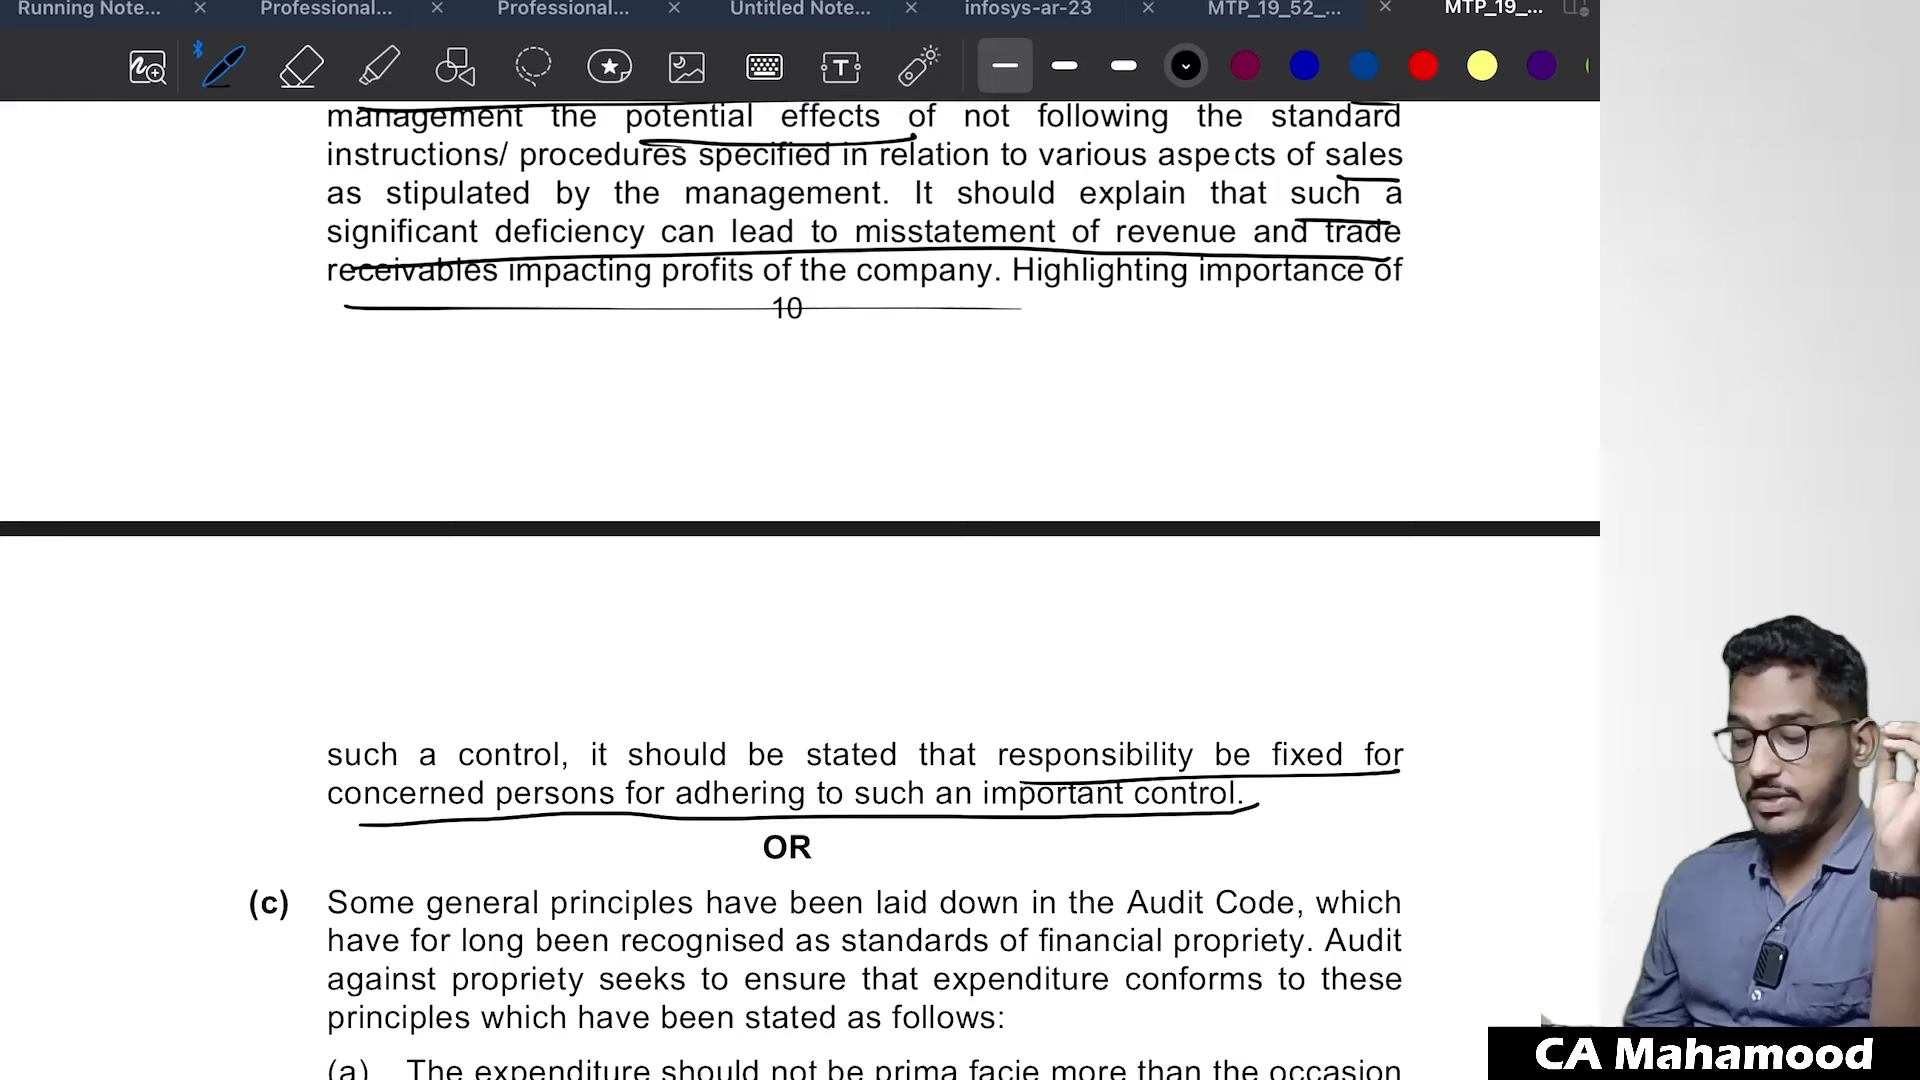 Running Note...
Professional...
Professional...
Untitled Note...
infosys-ar-23
MTP_19_52_...
MTP_19_...
management the potential effects of not following the standard
instructions/ procedures specified in relation to various aspects of sales
as stipulated by the management. It should explain that such a
significant deficiency can lead to misstatement of revenue and trade
receivables impacting profits of the company. Highlighting importance of
10
such a control, it should be stated that responsibility be fixed for
concerned persons for adhering to such an important control.
OR
(c) Some general principles have been laid down in the Audit Code, which
have for long been recognised as standards of financial propriety. Audit
against propriety seeks to ensure that expenditure conforms to these
principles which have been stated as follows:
(a) The expenditure should not be prima facie more than the occasion
CA Mahamood